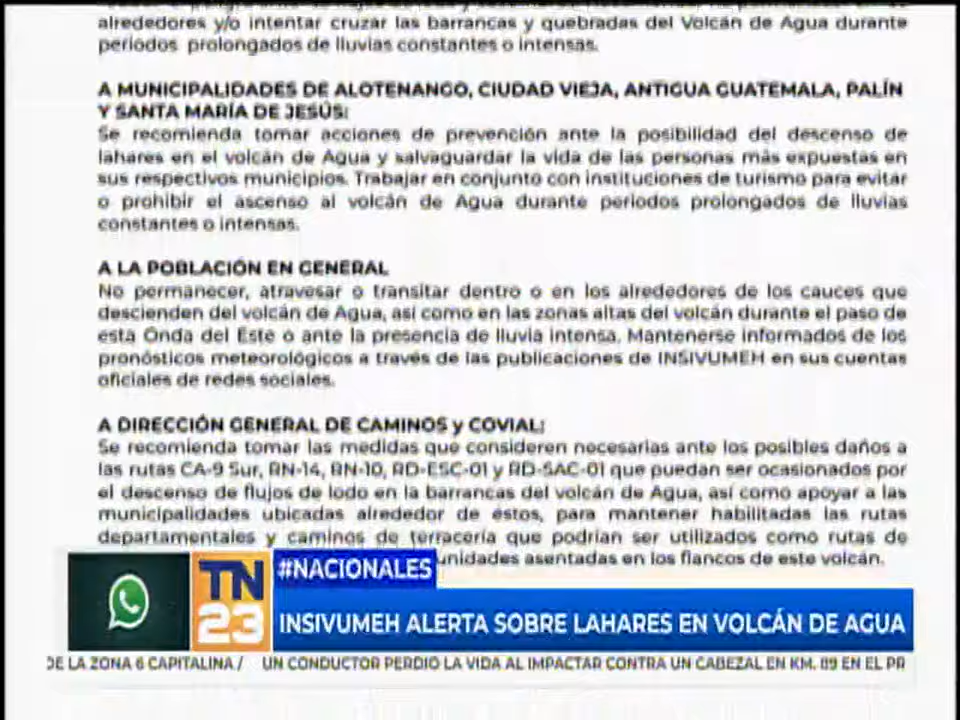 alrededores y/o intentar cruzar las barrancas y quebradas del Volcán de Agua durante
periodos prolongados de lluvias constantes o intensas.
A MUNICIPALIDADES DE ALOTENANGO, CIUDAD VIEJA, ANTIGUA GUATEMALA, PALÍN
Y SANTA MARÍA DE JESÚS:
Se recomienda tomar acciones de prevención ante la posibilidad del descenso de
lahares en el volcán de Agua y salvaguardar la vida de las personas más expuestas en
sus respectivos municipios. Trabajar en conjunto con instituciones de turismo para evitar
o prohibir el ascenso al volcán de Agua durante periodos prolongados de lluvias
constantes o intensas.
A LA POBLACIÓN EN GENERAL
No permanecer, atravesar o transitar dentro o en los alrededores de los cauces que
descienden del volcán de Agua, así como en las zonas altas del volcán durante el paso de
esta Onda del Este o ante la presencia de lluvia intensa. Mantenerse informados de los
pronósticos meteorológicos a través de las publicaciones de INSIVUMEH en sus cuentas
oficiales de redes sociales.
A DIRECCIÓN GENERAL DE CAMINOS y COVIAL:
Se recomienda tomar las medidas que consideren necesarias ante los posibles daños a
las rutas CA-9 Sur, RN-14, RN-10, RD-ESC-01 y RD-SAC-01 que puedan ser ocasionados por
el descenso de flujos de lodo en la barrancas del volcán de Agua, así como apoyar a las
municipalidades ubicadas alrededor de estos, para mantener habilitadas las rutas
departamentales y caminos de terracería que podrían ser utilizados como rutas de
unidades asentadas en los flancos de este volcán.
TN
23
#NACIONALES
INSIVUMEH ALERTA SOBRE LAHARES EN VOLCÁN DE AGUA
DE LA ZONA 6 CAPITALINA / UN CONDUCTOR PERDIO LA VIDA AL IMPACTAR CONTRA UN CABEZAL EN KM. 89 EN EL PR